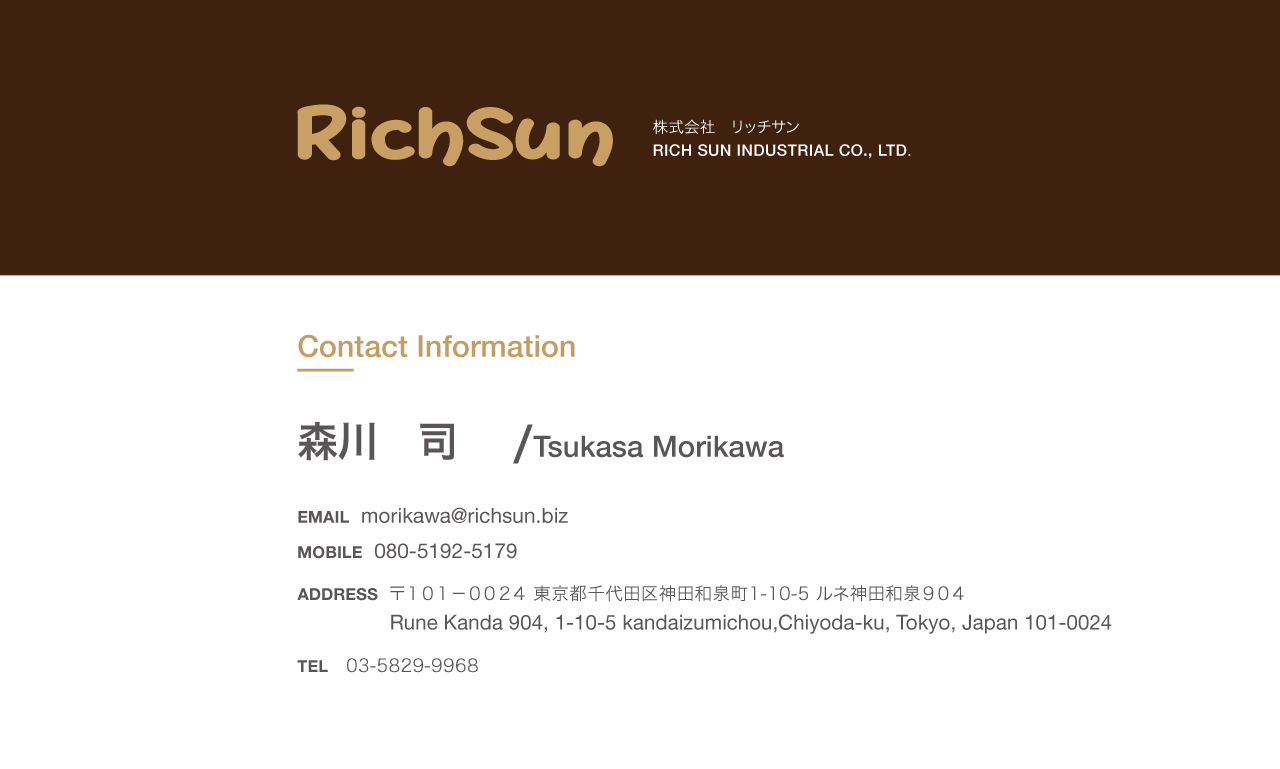 RichSun
株式会社　リッチサン
RICH SUN INDUSTRIAL CO., LTD.
Contact Information
森川　司　/Tsukasa Morikawa
EMAIL morikawa@richsun.biz
MOBILE 080-5192-5179
ADDRESS 〒１０１－００２４ 東京都千代田区神田和泉町1-10-5 ルネ神田和泉９０４
Rune Kanda 904, 1-10-5 kandaizumichou,Chiyoda-ku, Tokyo, Japan 101-0024
TEL 03-5829-9968